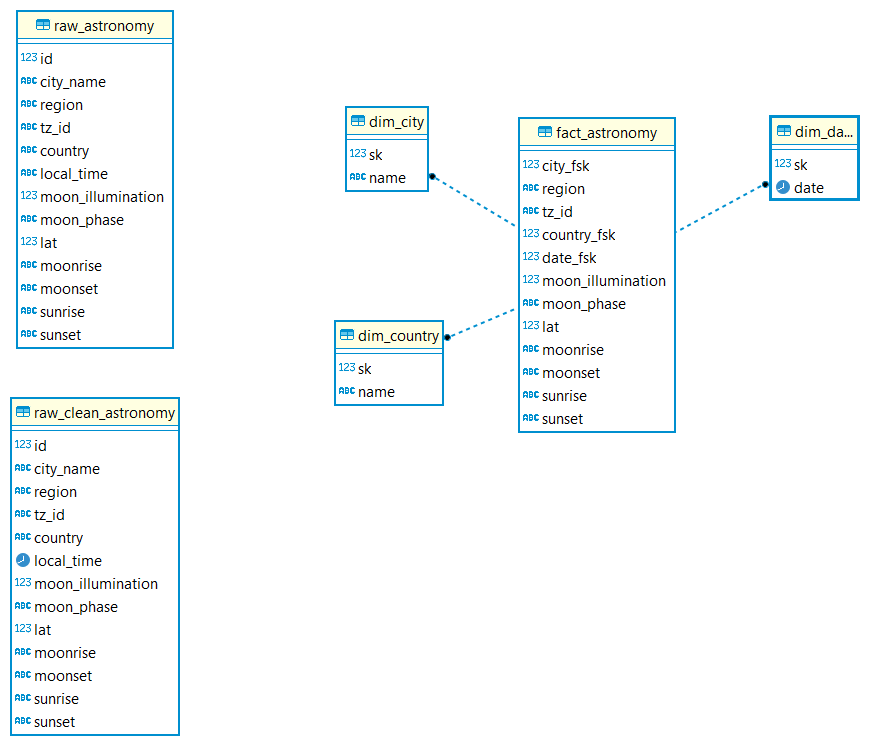 raw_astronomy
123 id
ABC city_name
ABC region
ABC tz_id
ABC country
ABC local_time
123 moon_illumination
ABC moon_phase
123 lat
ABC moonrise
ABC moonset
ABC sunrise
ABC sunset
raw_clean_astronomy
123 id
ABC city_name
ABC region
ABC tz_id
ABC country
local_time
123 moon_illumination
ABC moon_phase
123 lat
ABC moonrise
ABC moonset
ABC sunrise
ABC sunset
dim_city
123 sk
ABC name
dim_country
123 sk
ABC name
fact_astronomy
123 city_fsk
ABC region
ABC tz_id
123 country_fsk
123 date_fsk
123 moon_illumination
ABC moon_phase
123 lat
ABC moonrise
ABC moonset
ABC sunrise
ABC sunset
dim_da...
123 sk
date